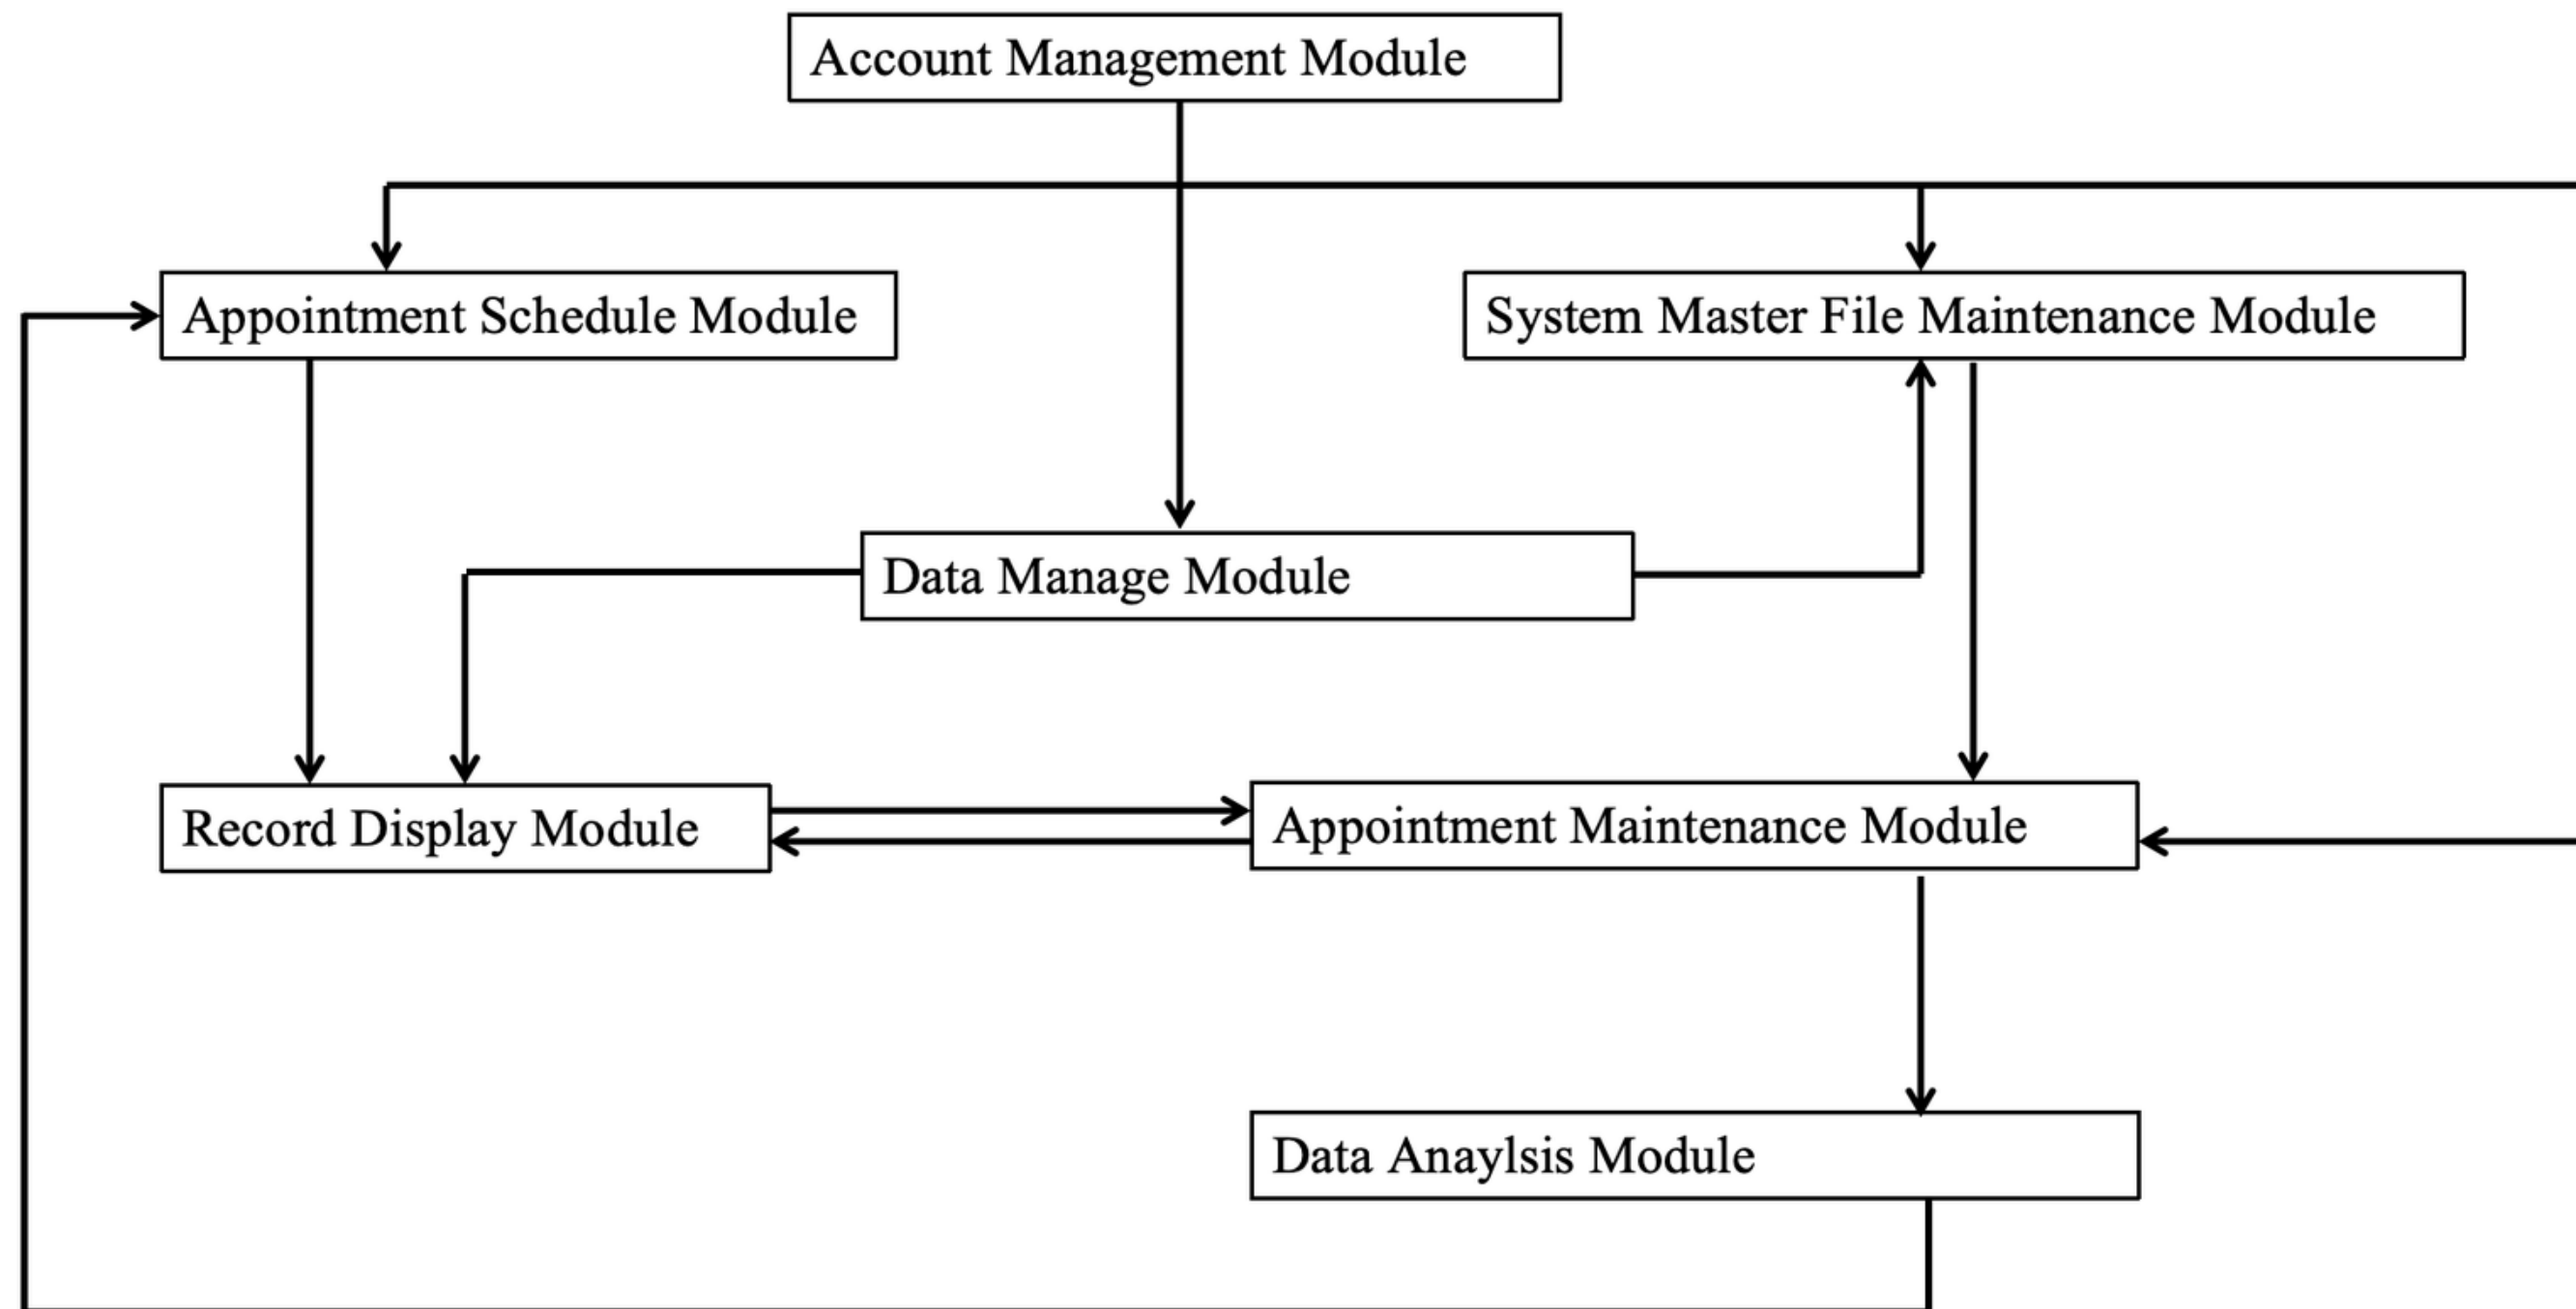 Account Management Module
Appointment Schedule Module
System Master File Maintenance Module
Data Manage Module
Record Display Module
Appointment Maintenance Module
Data Anaylsis Module